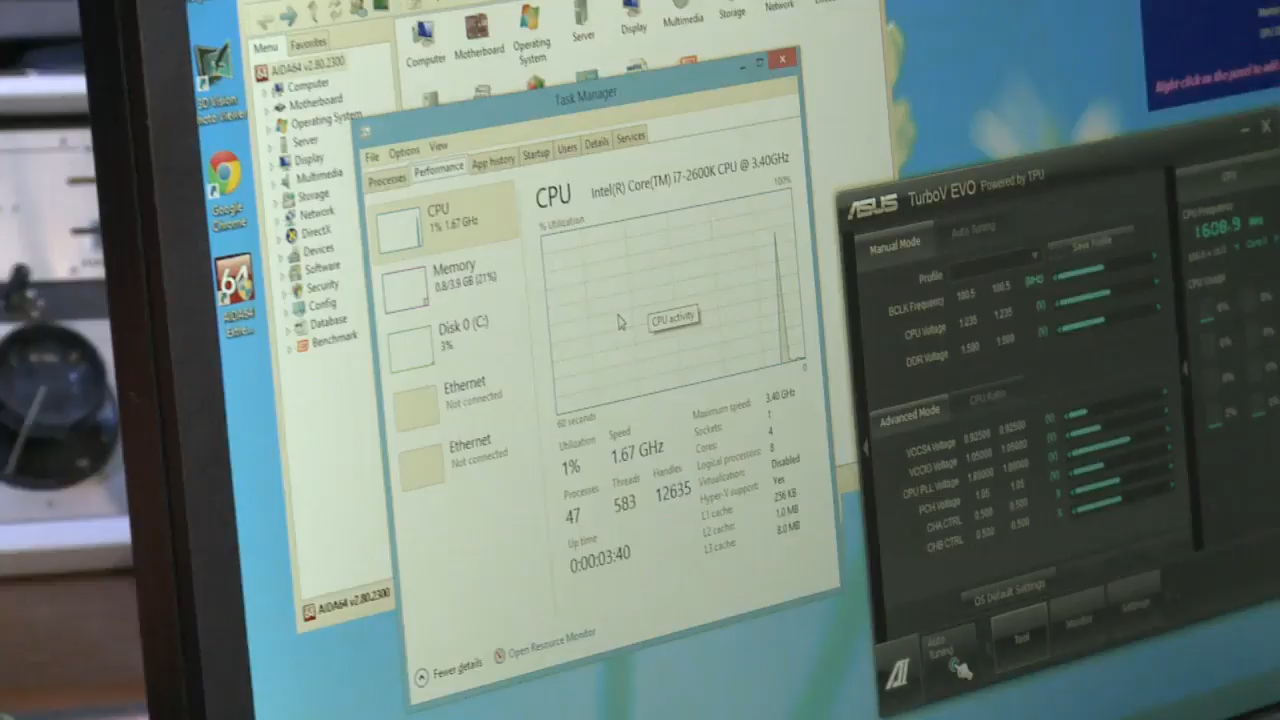 Menu Favorites
AIDA64 v2.80.2300
Computer
Motherboard
Operating System
Server
Display
Multimedia
Storage
Network
DirectX
Devices
Software
Security
Config
Database
Benchmark
AIDA64 v2.80.2300
Computer
Motherboard
Operating
System
Server
Display
Multimedia
Storage
Network
3D Vision
Google
Chrome
64
AIDA64
Extre...
Task Manager
File Options View
Processes Performance App history Startup Users Details Services
CPU
1% 1.67 GHz
Memory
0.8/3.9 GB (21%)
Disk 0 (C:)
3%
Ethernet
Not connected
Ethernet
Not connected
CPU Intel(R) Core(TM) i7-2600K CPU @ 3.40GHz
% Utilization 100%
CPU activity
60 seconds 0
Utilization Speed
1% 1.67 GHz
Processes Threads Handles
47 583 12635
Up time
0:00:03:40
Maximum speed: 3.40 GHz
Sockets: 1
Cores: 4
Logical processors: 8
Virtualization: Disabled
Hyper-V support: Yes
L1 cache: 256 KB
L2 cache: 1.0 MB
L3 cache: 8.0 MB
Fewer details Open Resource Monitor
Right click on the panel to
ASUS TurboV EVO Powered by TPU
Manual Mode Auto Tuning
Profile Save Profile
BCLK Frequency 100.5 100.5 (MHz)
CPU Voltage 1.235 1.235 (V)
DDR Voltage 1.500 1.500 (V)
Advanced Mode CPU Ratio
VCCSA Voltage 0.92500 0.92500 (V)
VCCIO Voltage 1.05000 1.05000 (V)
CPU PLL Voltage 1.80000 1.80000 (V)
PCH Voltage 1.05 1.05 (V)
CHA CTRL 0.500 0.500
CHB CTRL 0.500 0.500
OS Default Settings
Auto
Tuning
Tool
Monitor
Settings
CPU
CPU Frequency
1608.9
CPU Voltage